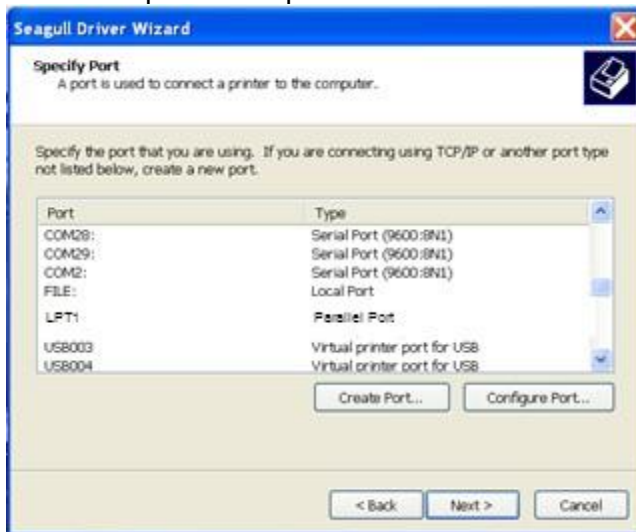 Seagull Driver Wizard
Specify Port
A port is used to connect a printer to the computer.
Specify the port that you are using. If you are connecting using TCP/IP or another port type
not listed below, create a new port.
Port Type
COM28: Serial Port (9600:8N1)
COM29: Serial Port (9600:8N1)
COM2: Serial Port (9600:8N1)
FILE: Local Port
LPT1 Parallel Port
USB003 Virtual printer port for USB
USB004 Virtual printer port for USB
Create Port... Configure Port...
< Back Next > Cancel